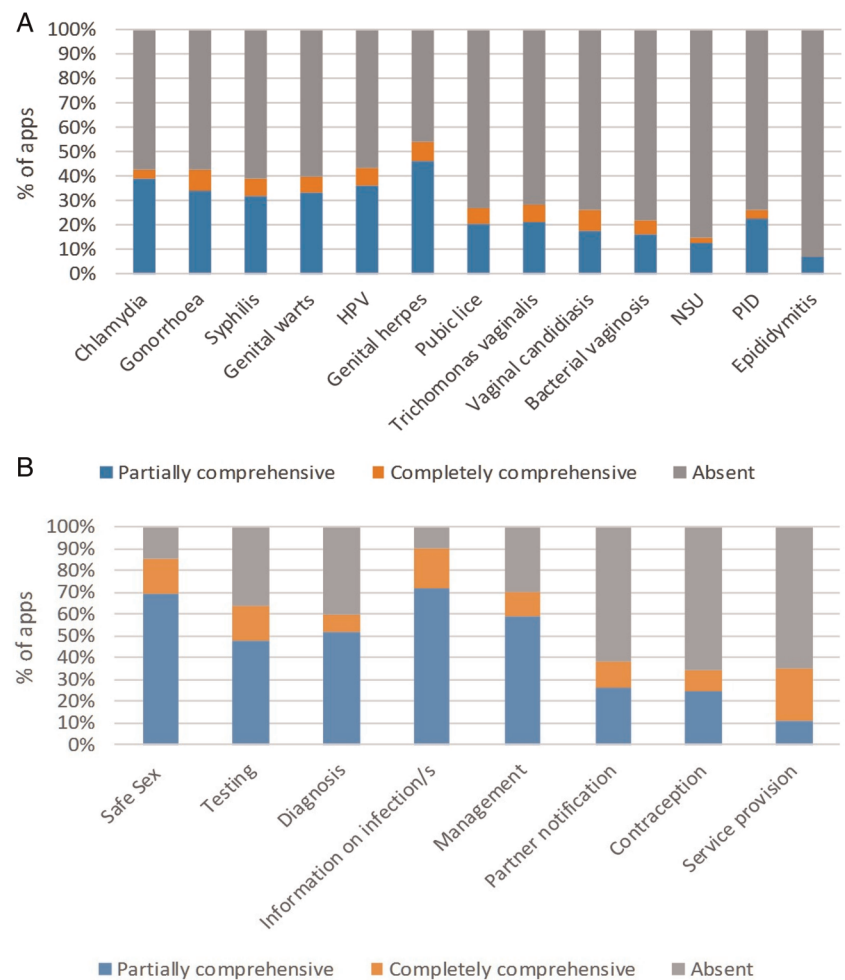 A
% of apps
100%
90%
80%
70%
60%
50%
40%
30%
20%
10%
0%
Chlamydia
Gonorrhoea
Syphilis
Genital warts
HPV
Genital herpes
Pubic lice
Trichomonas vaginalis
Vaginal candidiasis
Bacterial vaginosis
NSU
PID
Epididymitis
Partially comprehensive Completely comprehensive Absent
B
% of apps
100%
90%
80%
70%
60%
50%
40%
30%
20%
10%
0%
Safe Sex
Testing
Diagnosis
Information on infection/s
Management
Partner notification
Contraception
Service provision
Partially comprehensive Completely comprehensive Absent